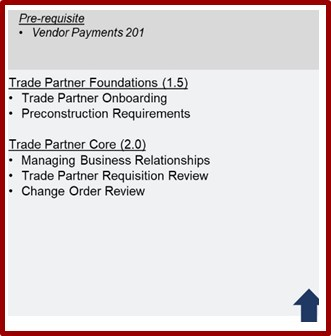 Pre-requisite
• Vendor Payments 201
Trade Partner Foundations (1.5)
• Trade Partner Onboarding
• Preconstruction Requirements
Trade Partner Core (2.0)
• Managing Business Relationships
• Trade Partner Requisition Review
• Change Order Review